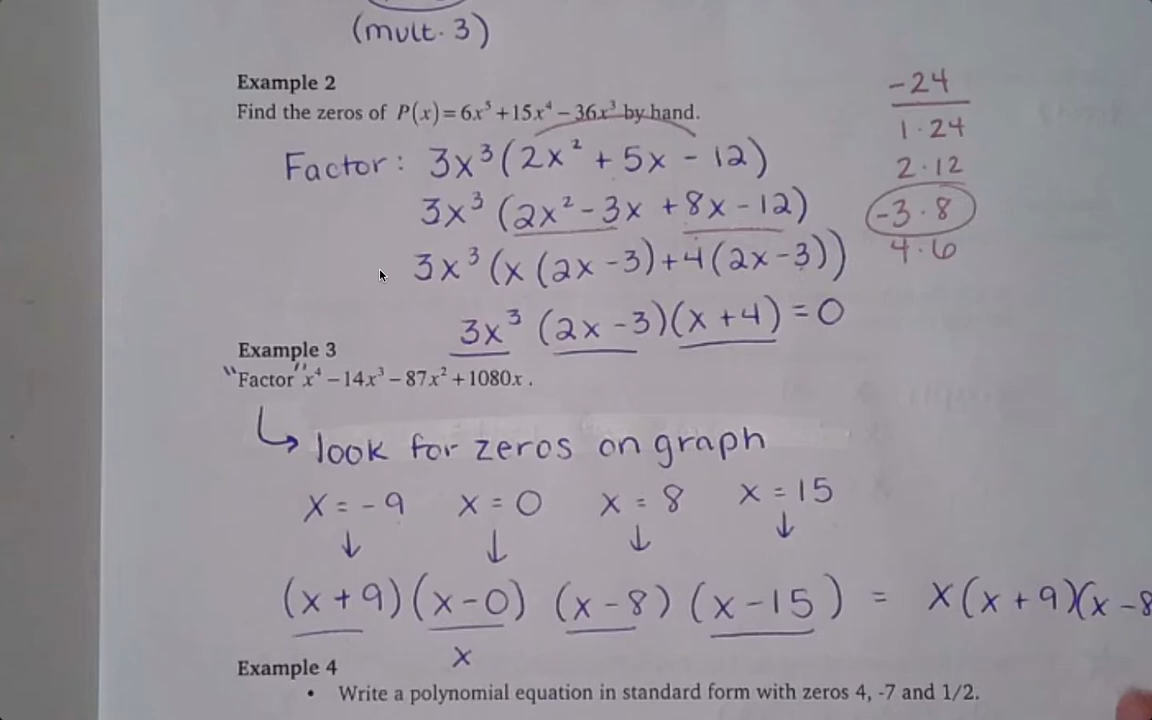 (mult. 3)
Example 2
Find the zeros of P(x) = 6x⁵ + 15x⁴ − 36x³ by hand.
Factor: 3x³(2x² + 5x - 12)
3x³ (2x² - 3x + 8x - 12)
3x³ (x (2x - 3) + 4(2x - 3))
3x³ (2x - 3)(x + 4) = 0
-24
1·24
2·12
-3·8
4·6
Example 3
"Factor" x⁴ − 14x³ − 87x² + 1080x .
↳ look for zeros on graph
x = -9 x = 0 x = 8 x = 15
↓ ↓ ↓ ↓
(x + 9)(x - 0) (x - 8) (x - 15) = x(x + 9)(x - 8
x
Example 4
• Write a polynomial equation in standard form with zeros 4, -7 and 1/2.